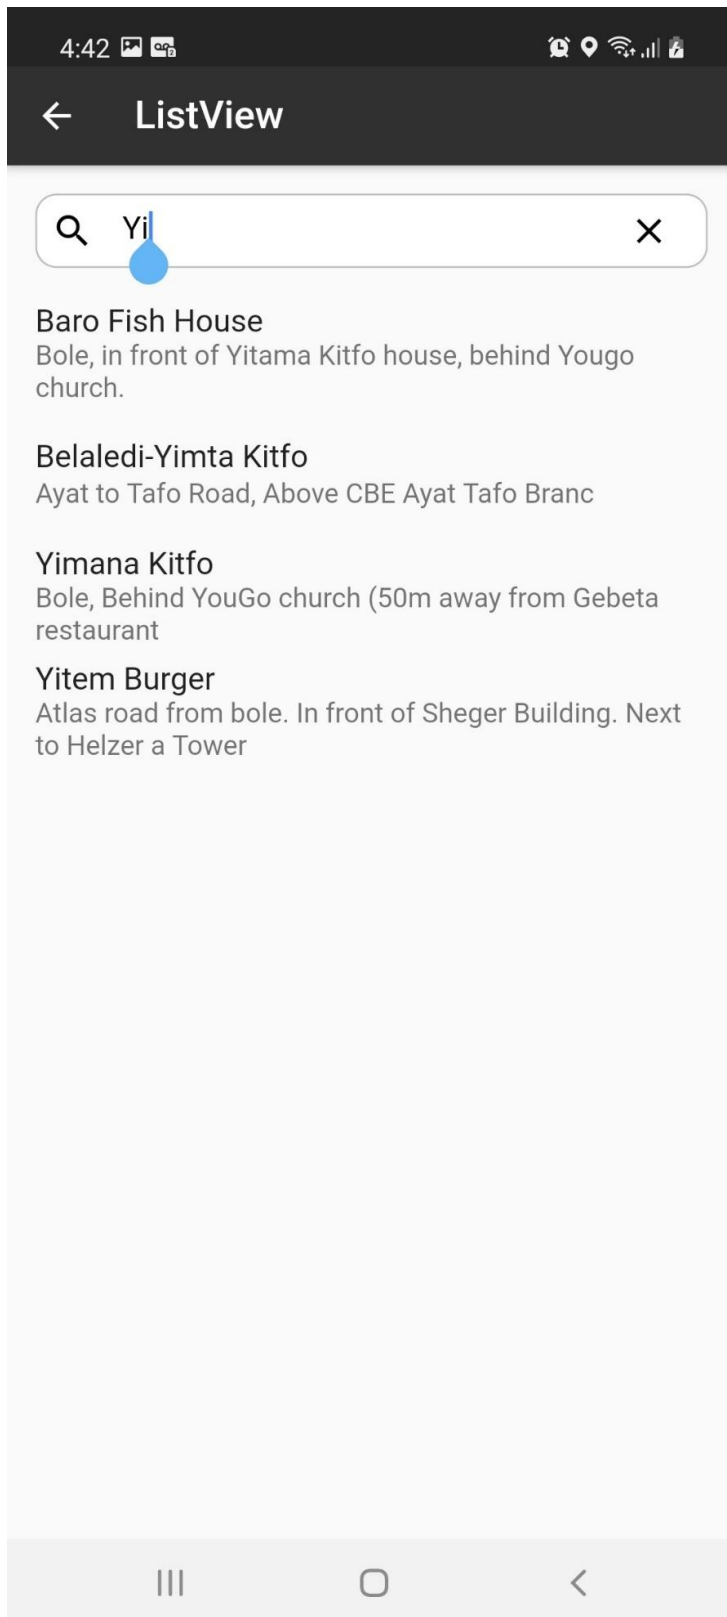 4:42
ListView
Yi
Baro Fish House
Bole, in front of Yitama Kitfo house, behind Yougo
church.
Belaledi-Yimta Kitfo
Ayat to Tafo Road, Above CBE Ayat Tafo Branc
Yimana Kitfo
Bole, Behind YouGo church (50m away from Gebeta
restaurant
Yitem Burger
Atlas road from bole. In front of Sheger Building. Next
to Helzer a Tower